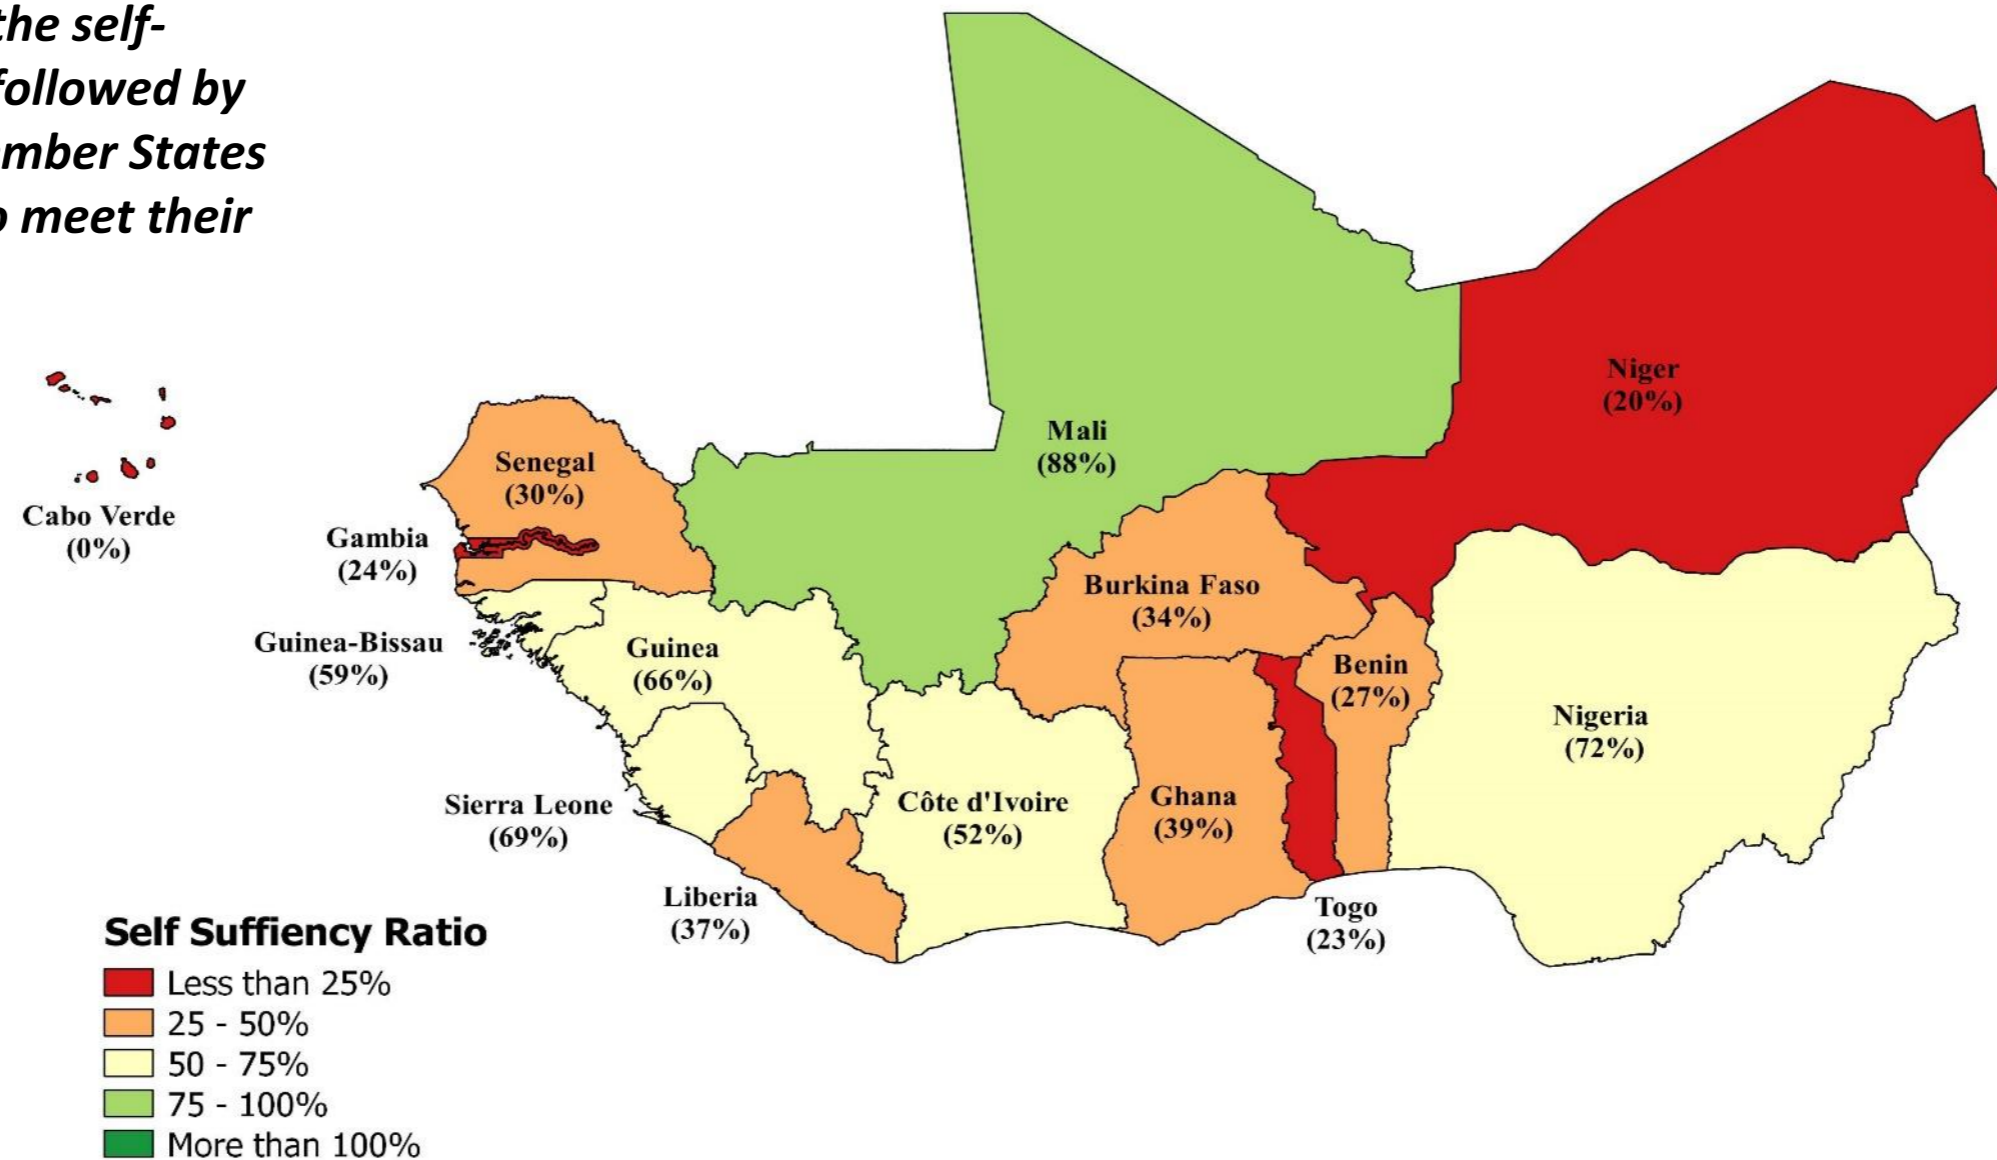 the self-
followed by
mber States
o meet their
Niger
(20%)
Mali
(88%)
Senegal
(30%)
Cabo Verde
(0%)
Gambia
(24%)
Burkina Faso
(34%)
Guinea-Bissau
(59%)
Guinea
(66%)
Benin
(27%)
Nigeria
(72%)
Sierra Leone
(69%)
Côte d'Ivoire
(52%)
Ghana
(39%)
Liberia
(37%)
Togo
(23%)
Self Suffiency Ratio
Less than 25%
25 - 50%
50 - 75%
75 - 100%
More than 100%